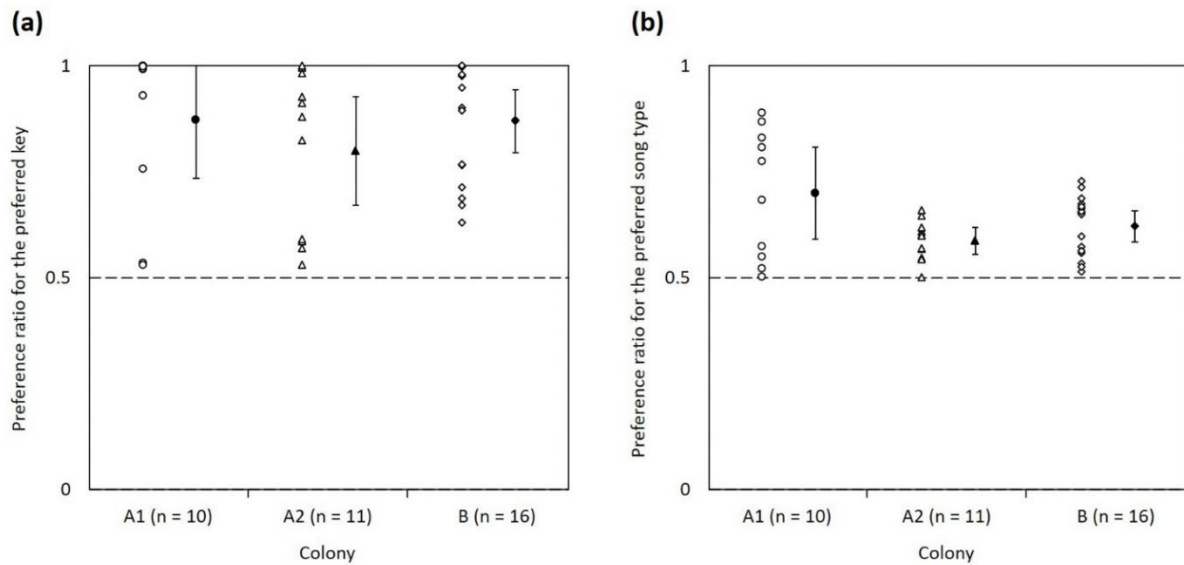 (a)
Preference ratio for the preferred key
1
0.5
0
A1 (n = 10) A2 (n = 11) B (n = 16)
Colony
(b)
Preference ratio for the preferred song type
1
0.5
0
A1 (n = 10) A2 (n = 11) B (n = 16)
Colony